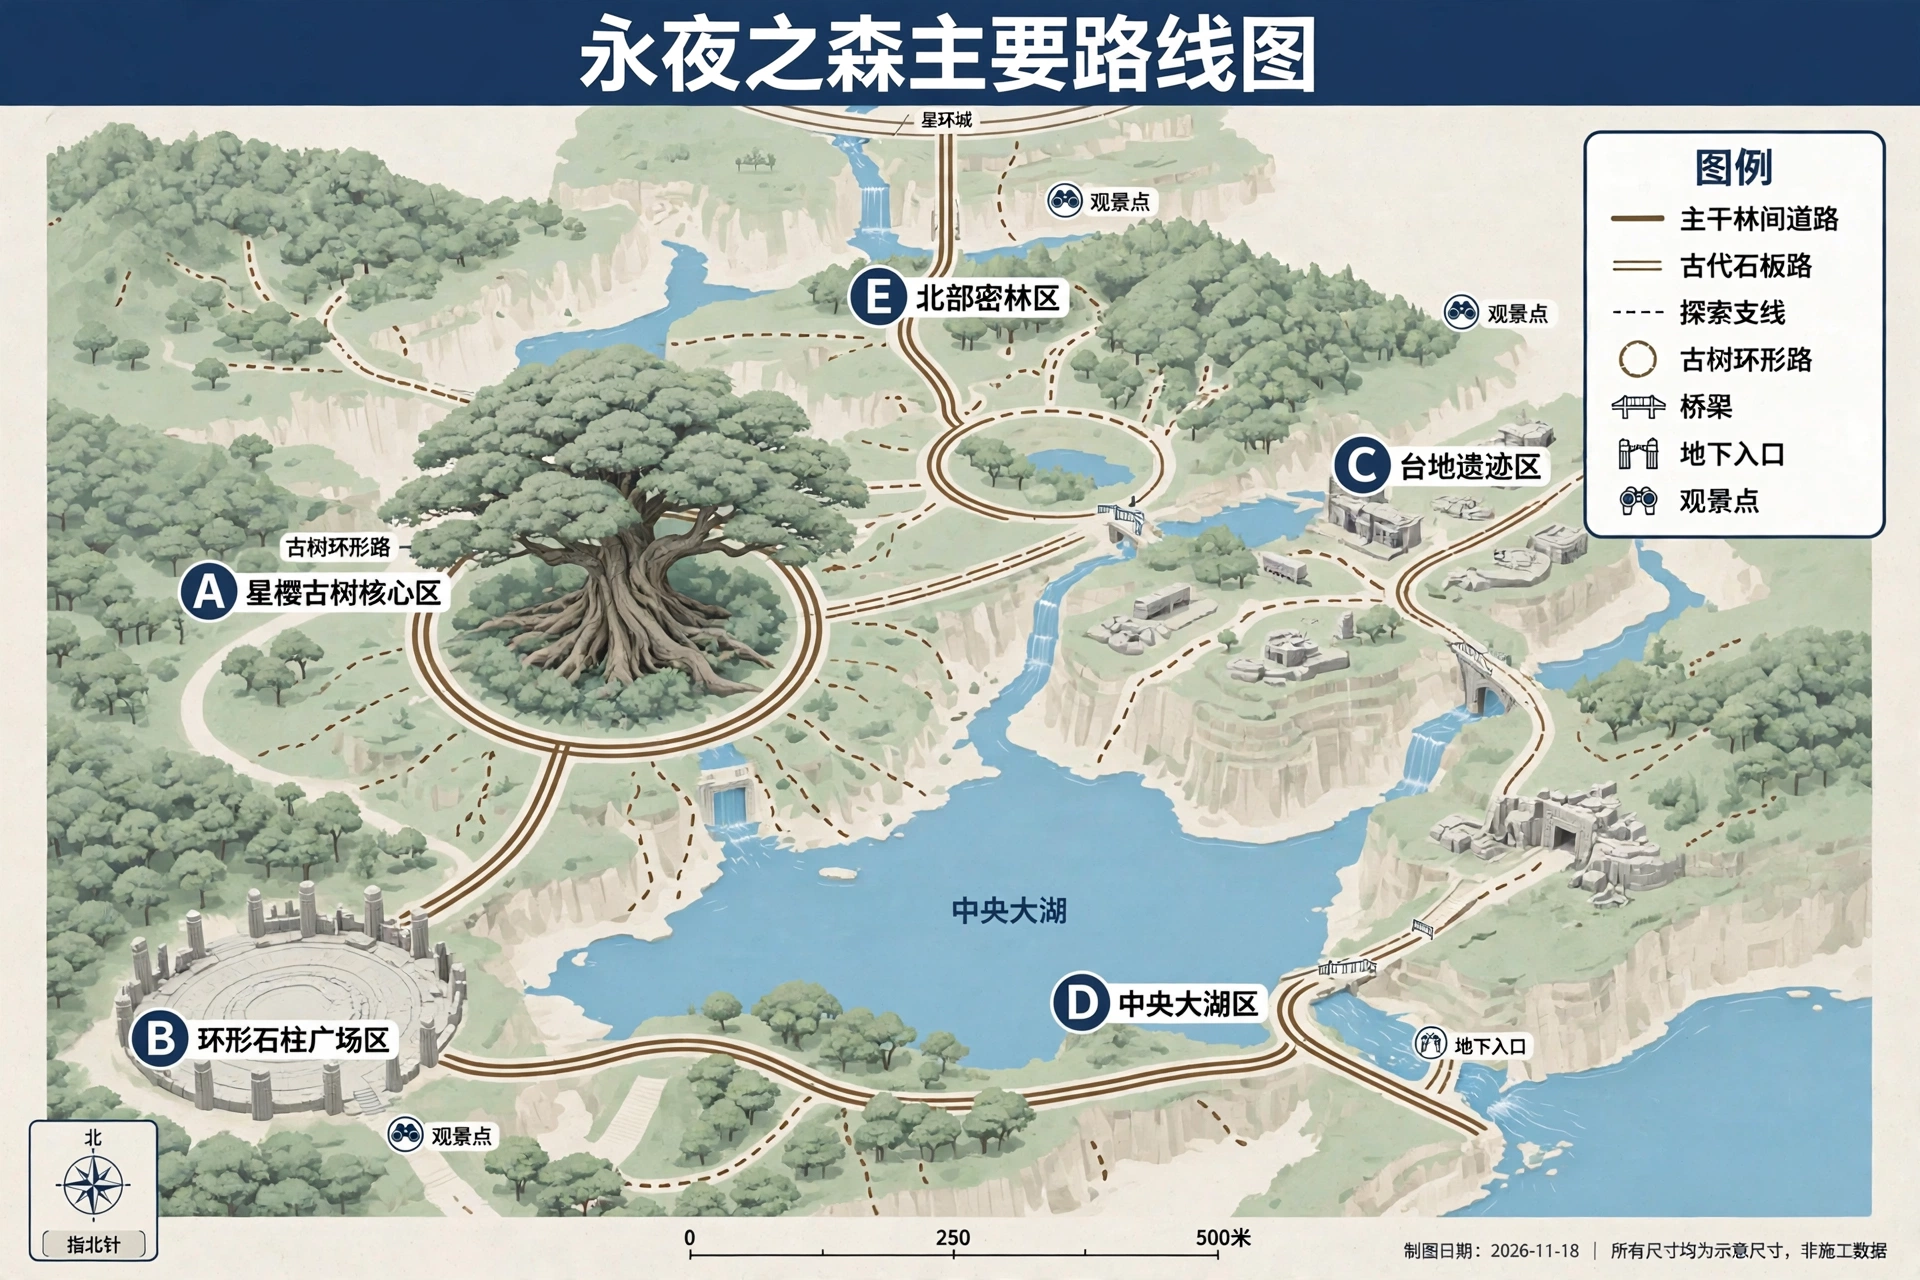 永夜之森主要路线图
星环城
观景点
图例
主干林间道路
古代石板路
探索支线
古树环形路
桥渠
地下入口
观景点
E 北部密林区
观景点
C 台地遗迹区
古树环形路
A 星樱古树核心区
中央大湖
D 中央大湖区
B 环形石柱广场区
地下入口
观景点
北
指北针
0 250 500米
制图日期：2026-11-18 | 所有尺寸均为示意尺寸，非施工数据